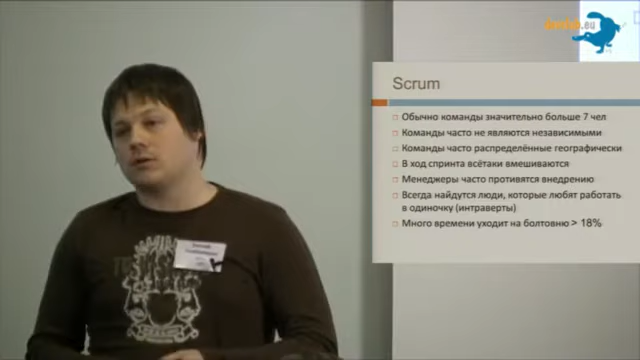 Scrum
Обычно команды значительно больше 7 чел
Команды часто не являются независимыми
Команды часто распределённые географически
В ход спринта всётаки вмешиваются
Менеджеры часто противятся внедрению
Всегда найдутся люди, которые любят работать
в одиночку (интраверты)
Много времени уходит на болтовню > 18%